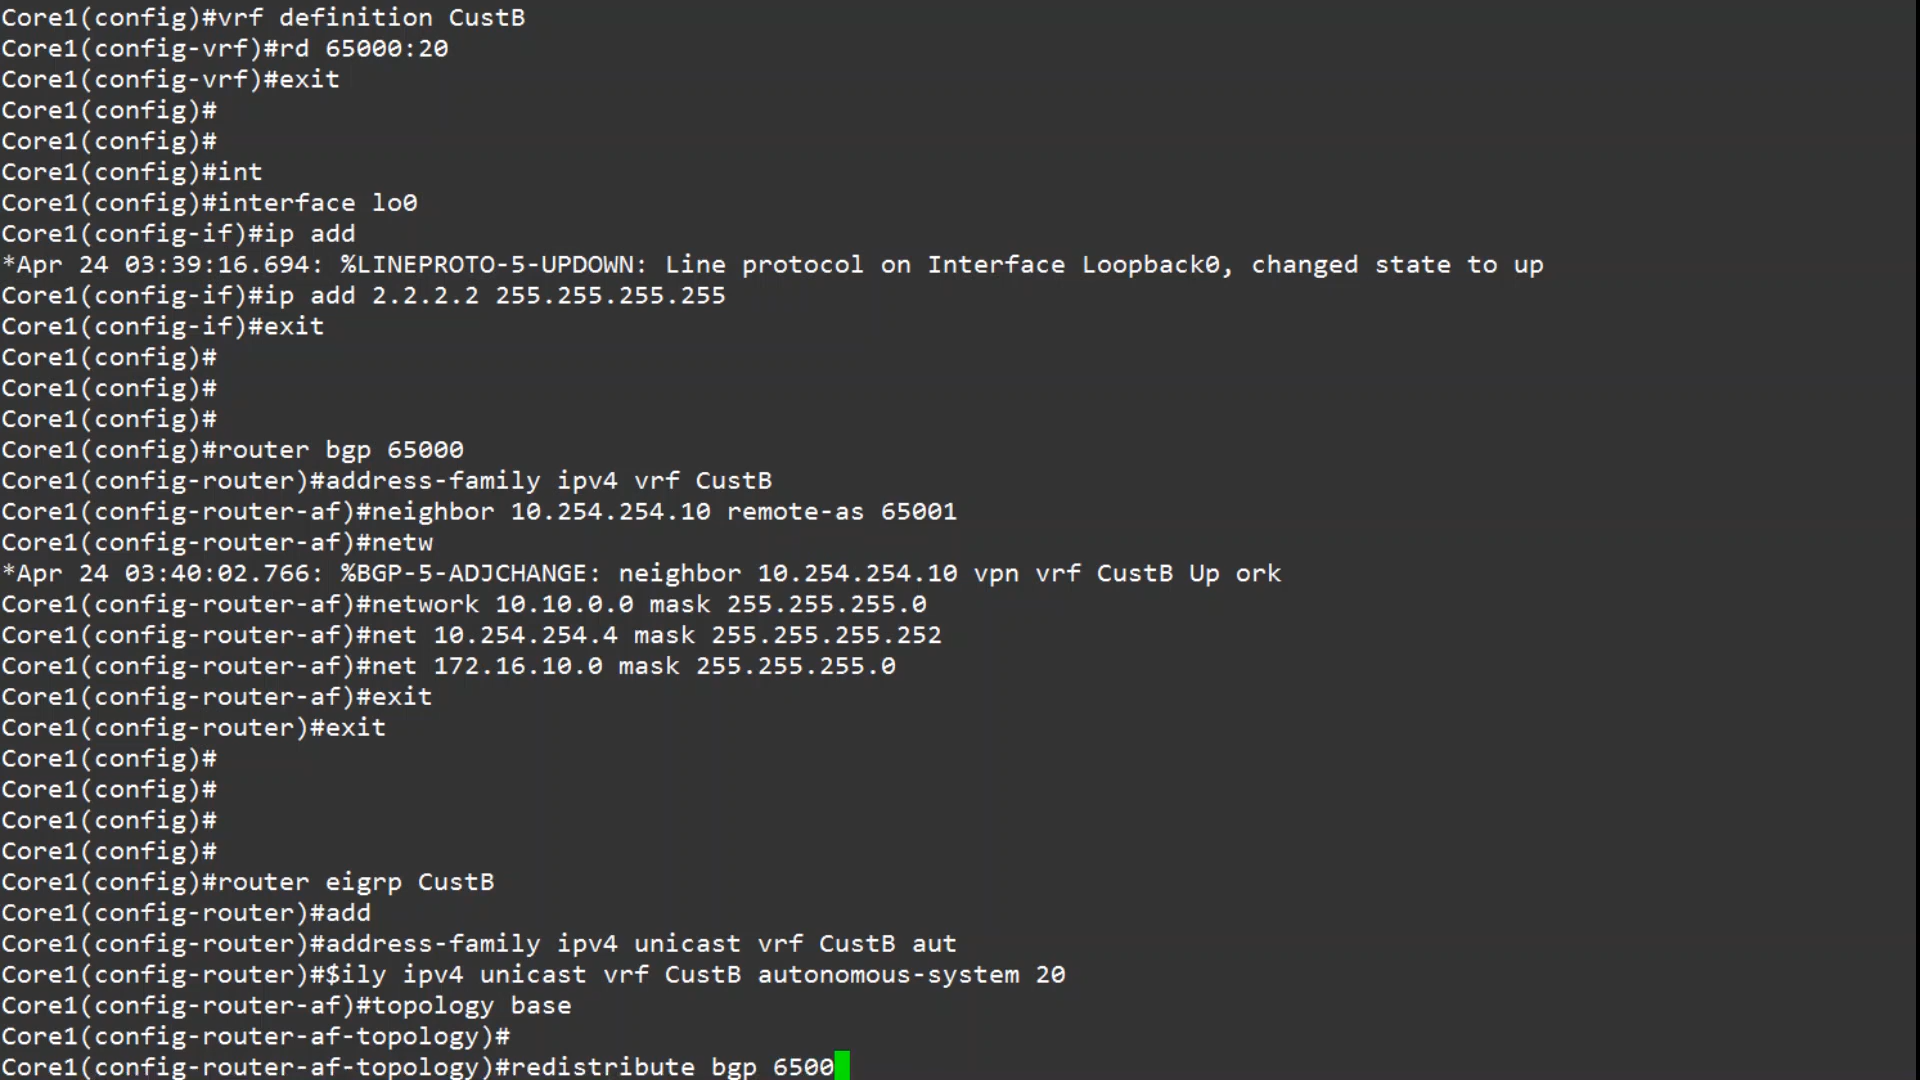 Core1(config)#vrf definition CustB
Core1(config-vrf)#rd 65000:20
Core1(config-vrf)#exit
Core1(config)#
Core1(config)#
Core1(config)#int
Core1(config)#interface lo0
Core1(config-if)#ip add
*Apr 24 03:39:16.694: %LINEPROTO-5-UPDOWN: Line protocol on Interface Loopback0, changed state to up
Core1(config-if)#ip add 2.2.2.2 255.255.255.255
Core1(config-if)#exit
Core1(config)#
Core1(config)#
Core1(config)#
Core1(config)#router bgp 65000
Core1(config-router)#address-family ipv4 vrf CustB
Core1(config-router-af)#neighbor 10.254.254.10 remote-as 65001
Core1(config-router-af)#netw
*Apr 24 03:40:02.766: %BGP-5-ADJCHANGE: neighbor 10.254.254.10 vpn vrf CustB Up ork
Core1(config-router-af)#network 10.10.0.0 mask 255.255.255.0
Core1(config-router-af)#net 10.254.254.4 mask 255.255.255.252
Core1(config-router-af)#net 172.16.10.0 mask 255.255.255.0
Core1(config-router-af)#exit
Core1(config-router)#exit
Core1(config)#
Core1(config)#
Core1(config)#
Core1(config)#
Core1(config)#router eigrp CustB
Core1(config-router)#add
Core1(config-router)#address-family ipv4 unicast vrf CustB aut
Core1(config-router)#$ily ipv4 unicast vrf CustB autonomous-system 20
Core1(config-router-af)#topology base
Core1(config-router-af-topology)#
Core1(config-router-af-topology)#redistribute bgp 6500